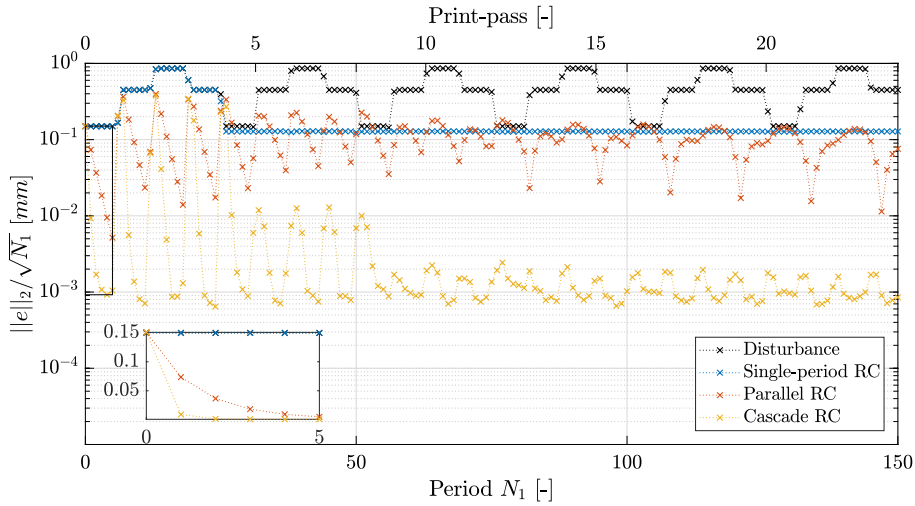 Print-pass [-]
0 5 10 15 20
10^0
10^-1
10^-2
10^-3
10^-4
||e||_2/√N_1 [mm]
0.15
0.1
0.05
0 5
Disturbance
Single-period RC
Parallel RC
Cascade RC
0 50 100 150
Period N_1 [-]